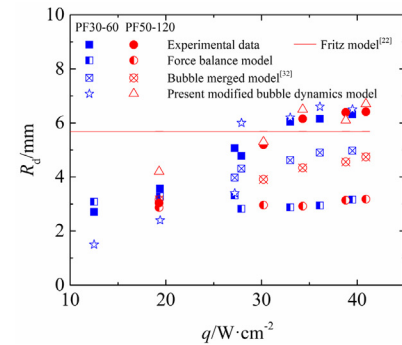 PF30-60 PF50-120
Experimental data
Fritz model[22]
Force balance model
Bubble merged model[32]
Present modified bubble dynamics model
10
8
6
4
2
0
Rd/mm
10 20 30 40
q/W·cm-2